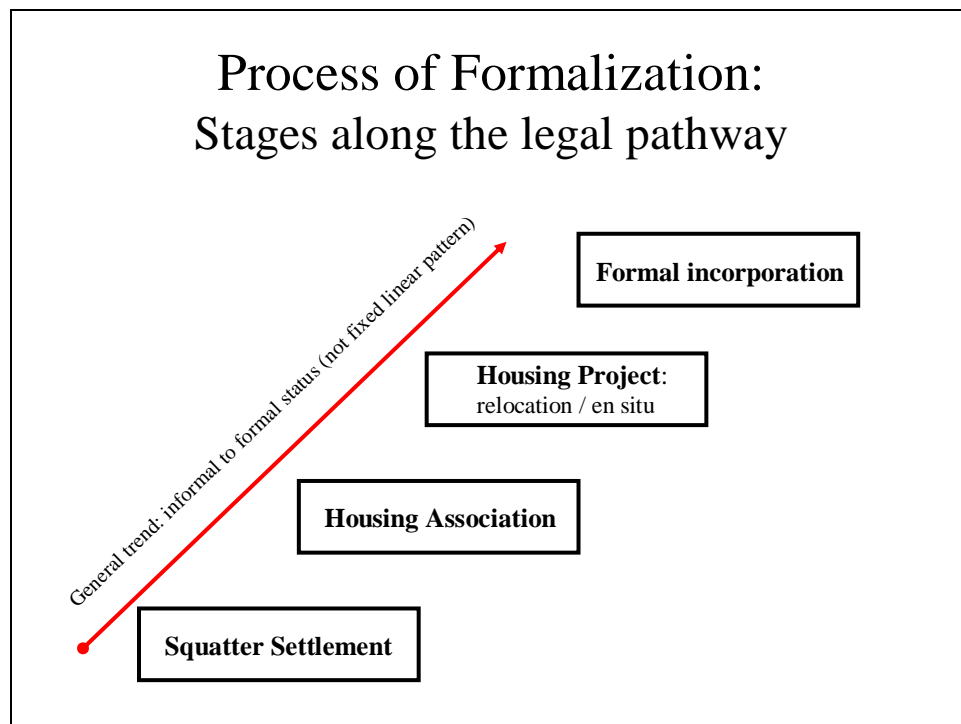 Process of Formalization:
Stages along the legal pathway
General trend: informal to formal status (not fixed linear pattern)
Formal incorporation
Housing Project:
relocation / en situ
Housing Association
Squatter Settlement